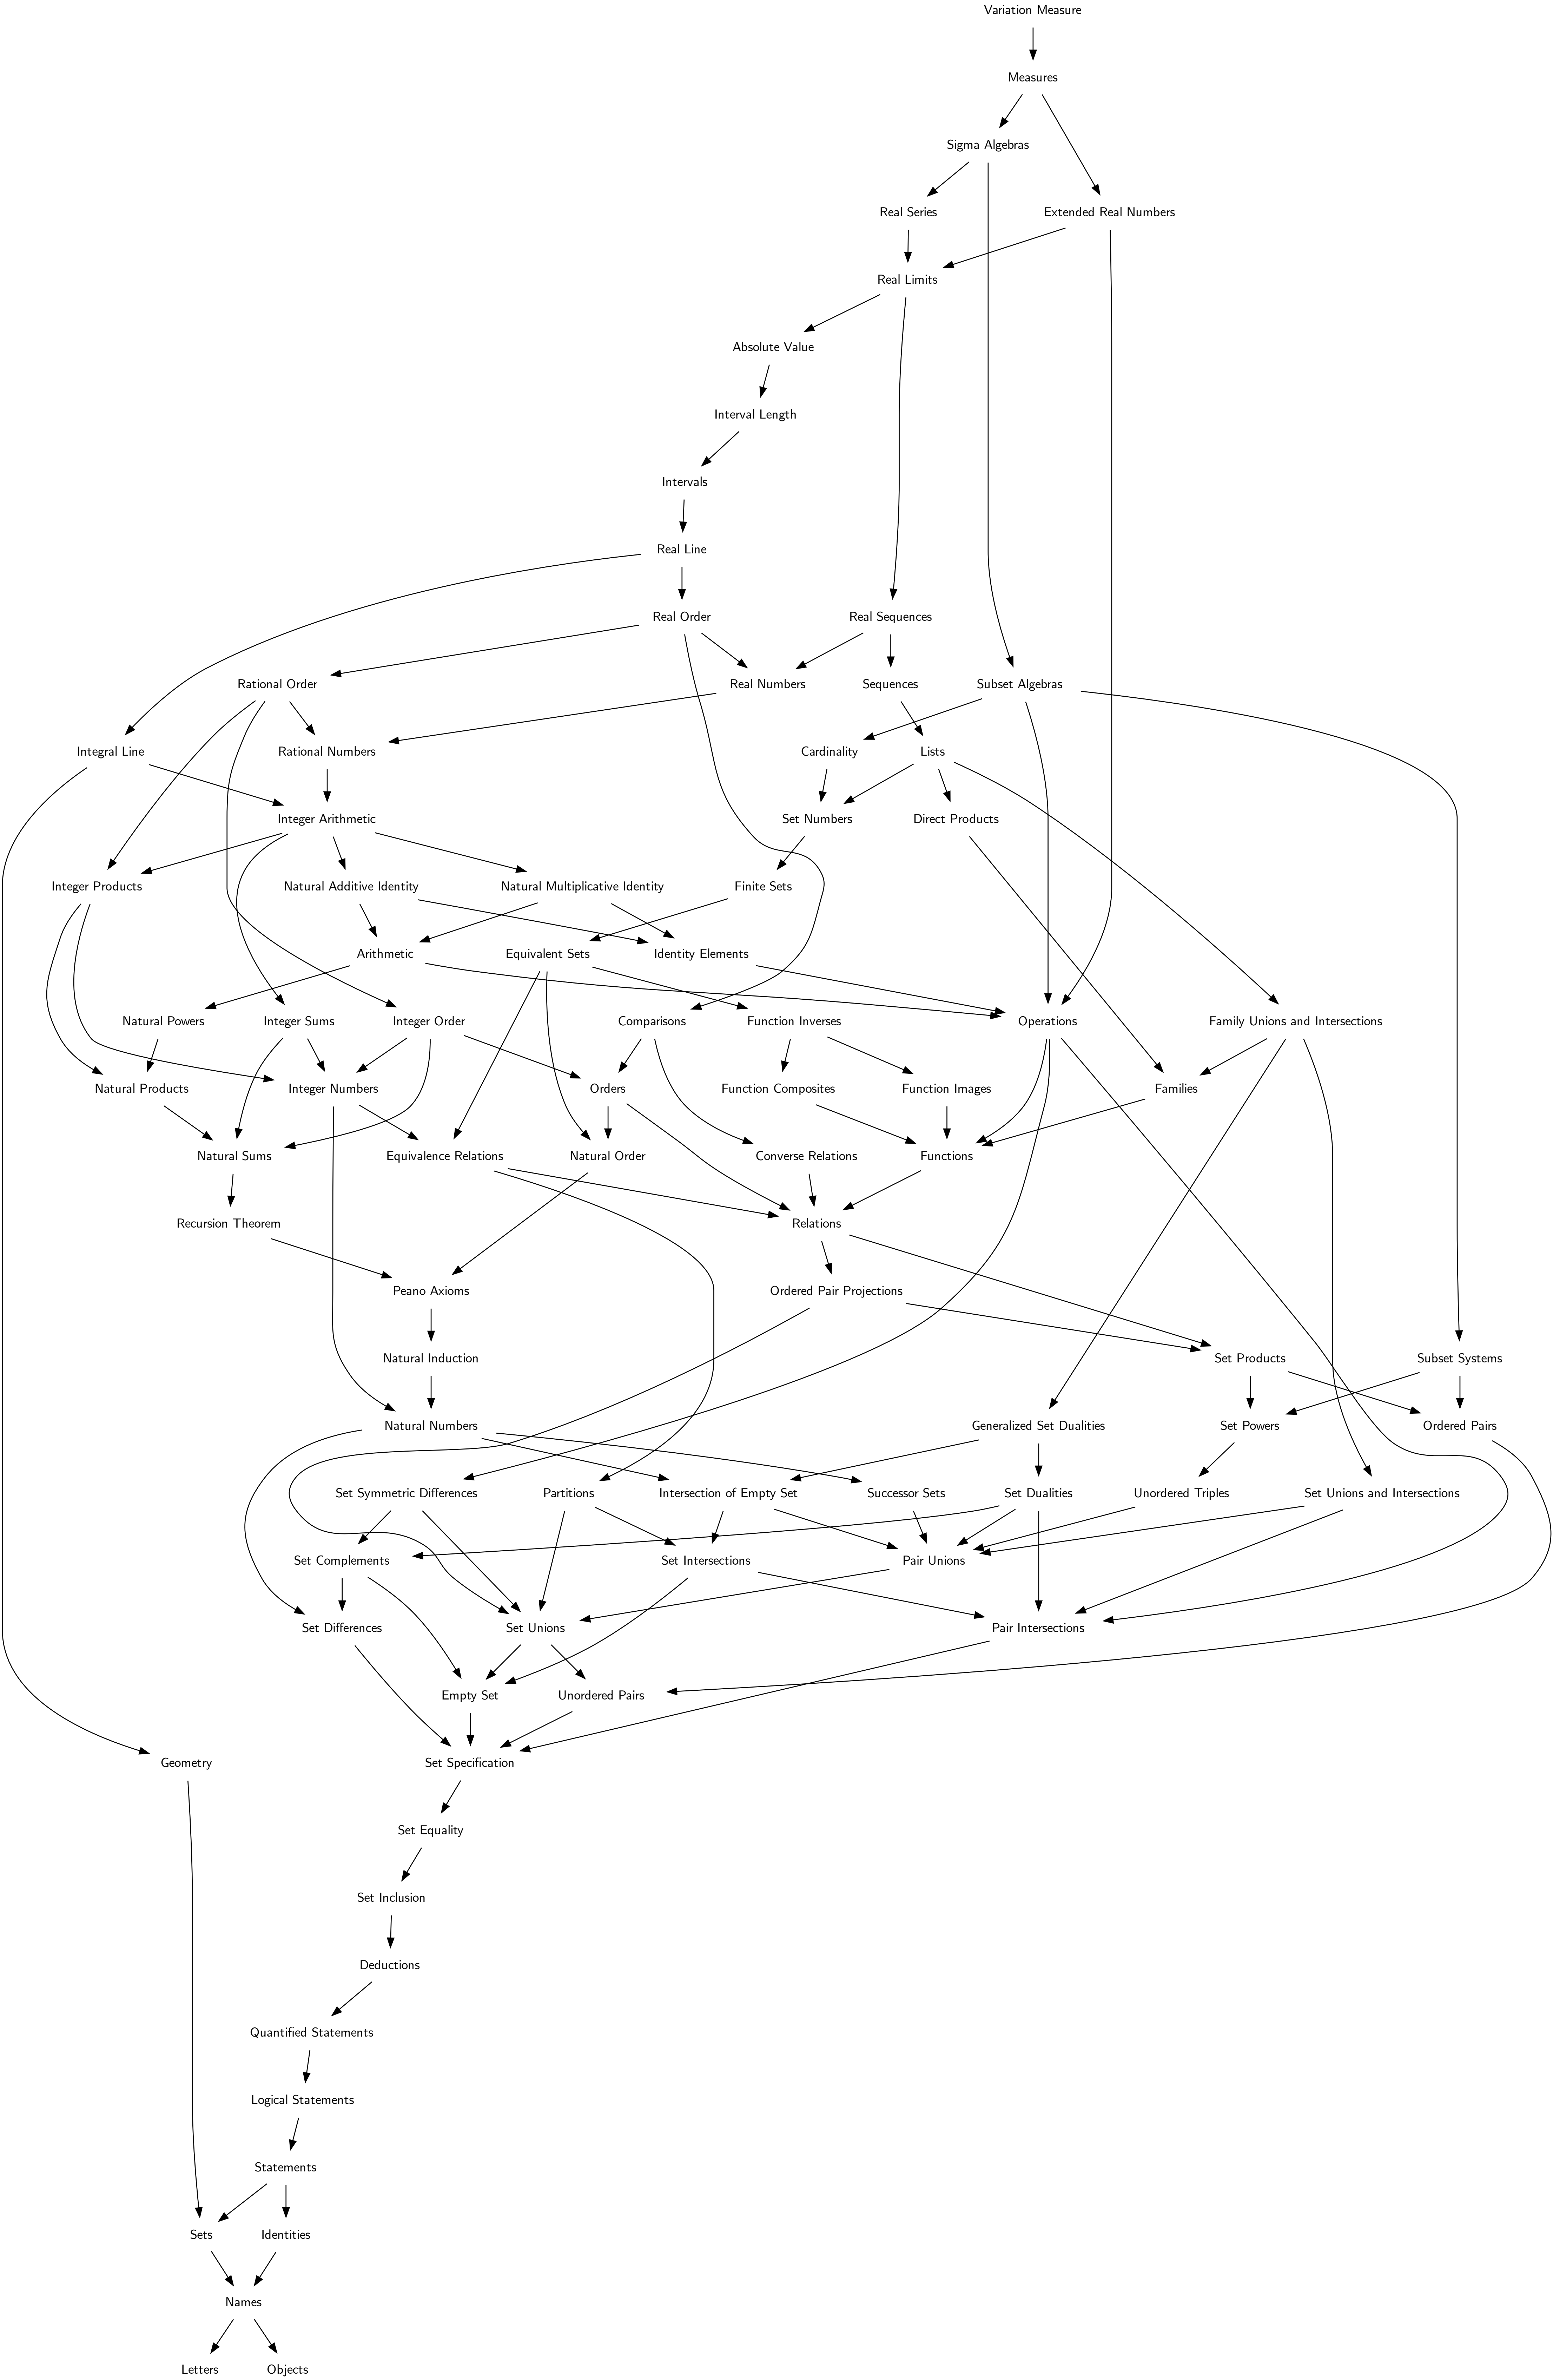 Variation Measure
Measures
Sigma Algebras
Real Series
Extended Real Numbers
Real Limits
Absolute Value
Interval Length
Intervals
Real Line
Real Order
Real Sequences
Rational Order
Real Numbers
Sequences
Subset Algebras
Integral Line
Rational Numbers
Cardinality
Lists
Integer Arithmetic
Set Numbers
Direct Products
Integer Products
Natural Additive Identity
Natural Multiplicative Identity
Finite Sets
Arithmetic
Equivalent Sets
Identity Elements
Natural Powers
Integer Sums
Integer Order
Comparisons
Function Inverses
Operations
Family Unions and Intersections
Natural Products
Integer Numbers
Orders
Function Composites
Function Images
Families
Natural Sums
Equivalence Relations
Natural Order
Converse Relations
Functions
Recursion Theorem
Relations
Peano Axioms
Ordered Pair Projections
Natural Induction
Set Products
Subset Systems
Natural Numbers
Generalized Set Dualities
Set Powers
Ordered Pairs
Set Symmetric Differences
Partitions
Intersection of Empty Set
Successor Sets
Set Dualities
Unordered Triples
Set Unions and Intersections
Set Complements
Set Intersections
Pair Unions
Set Differences
Set Unions
Pair Intersections
Empty Set
Unordered Pairs
Geometry
Set Specification
Set Equality
Set Inclusion
Deductions
Quantified Statements
Logical Statements
Statements
Sets
Identities
Names
Letters
Objects